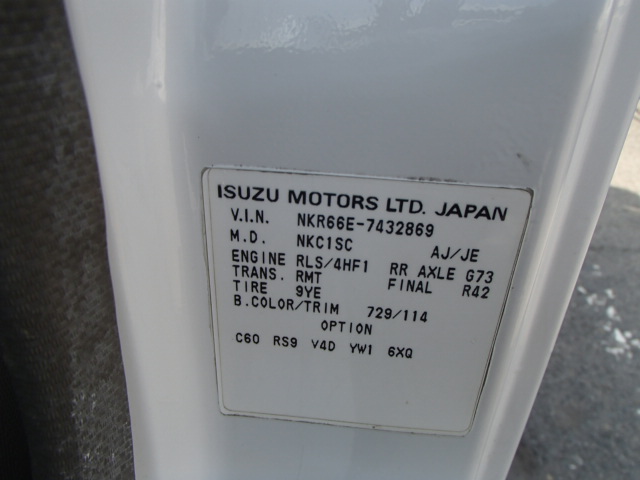 ISUZU MOTORS LTD. JAPAN
V.I.N. NKR66E-7432869
M.D. NKC1SC AJ/JE
ENGINE RLS/4HF1 RR AXLE G73
TRANS. RMT FINAL R42
TIRE 9YE
B.COLOR/TRIM 729/114
OPTION
C60 RS9 V4D YW1 6XQ